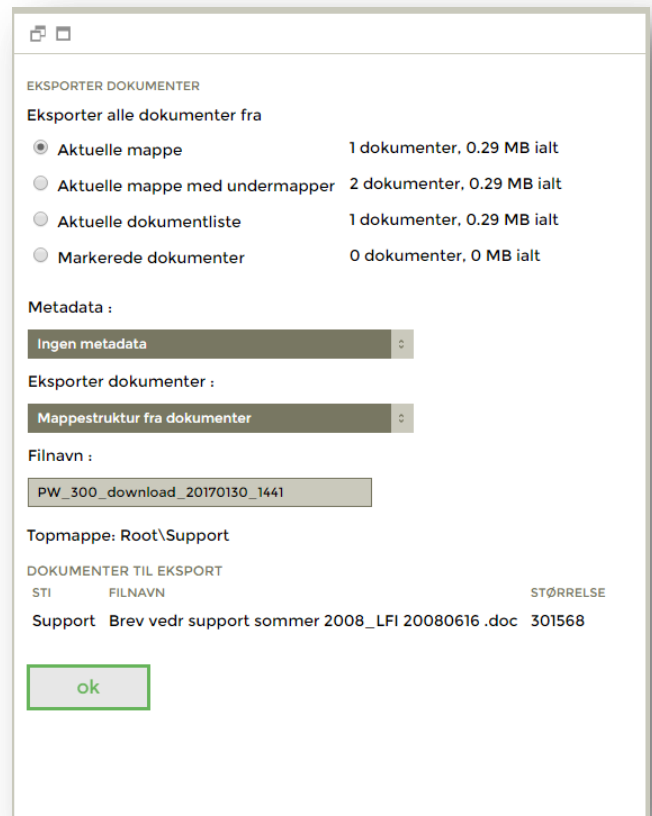 EKSPORTER DOKUMENTER
Eksporter alle dokumenter fra
Aktuelle mappe 1 dokumenter, 0.29 MB ialt
Aktuelle mappe med undermapper 2 dokumenter, 0.29 MB ialt
Aktuelle dokumentliste 1 dokumenter, 0.29 MB ialt
Markerede dokumenter 0 dokumenter, 0 MB ialt
Metadata :
Ingen metadata
Eksporter dokumenter :
Mappestruktur fra dokumenter
Filnavn :
PW_300_download_20170130_1441
Topmappe: Root\Support
DOKUMENTER TIL EKSPORT
STI FILNAVN STØRRELSE
Support Brev vedr support sommer 2008_LFI 20080616 .doc 301568
ok